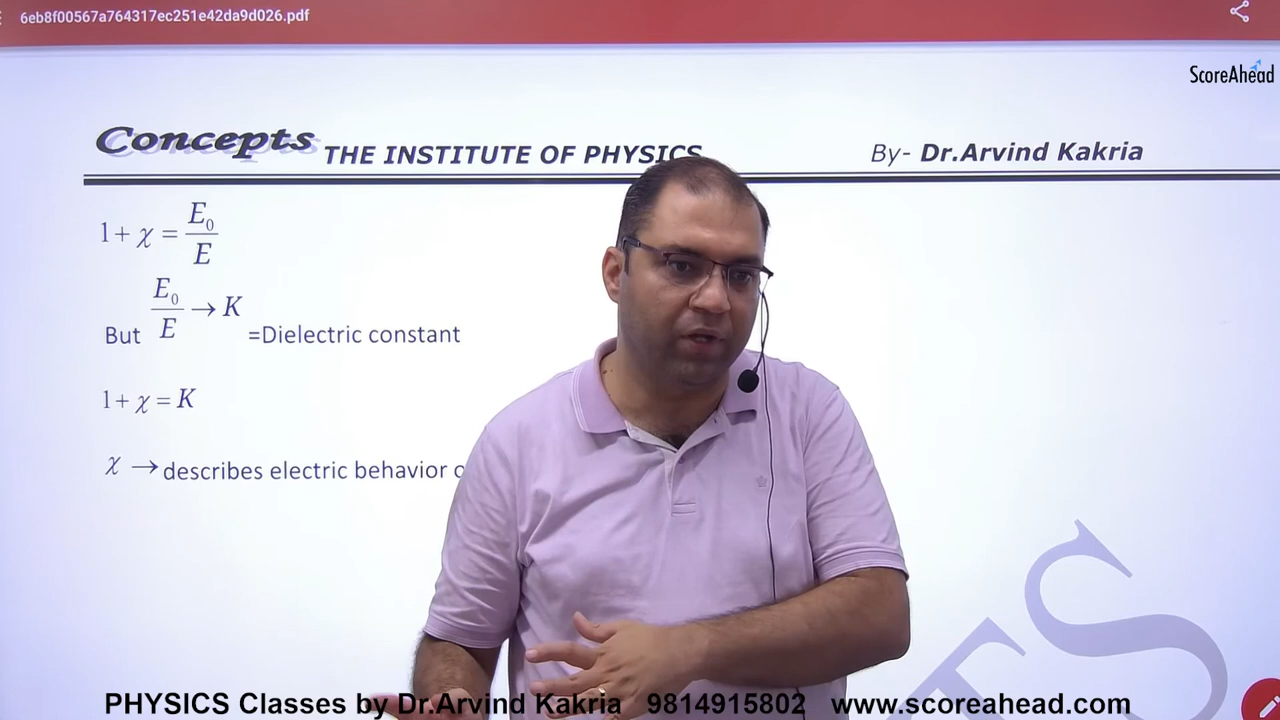 6eb8f00567a764317ec251e42da9d026.pdf
ScoreAhead
Concepts THE INSTITUTE OF PHYSICS By- Dr.Arvind Kakria
1 + χ = E₀/E
But E₀/E → K =Dielectric constant
1 + χ = K
χ → describes electric behavior
TS
PHYSICS Classes by Dr.Arvind Kakria 9814915802 www.scoreahead.com